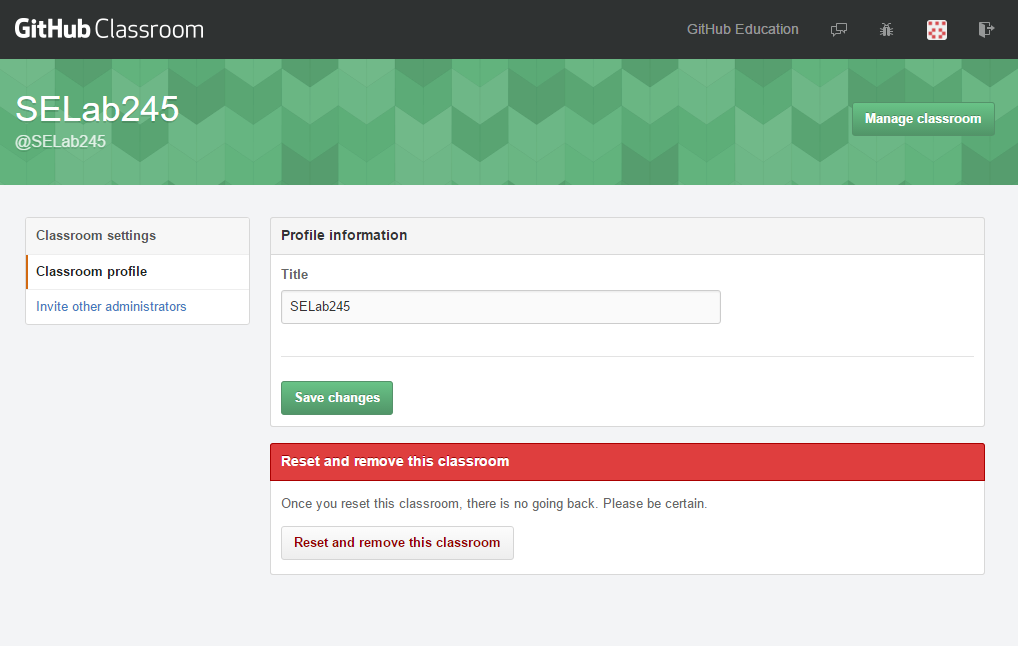 GitHub Classroom
GitHub Education
SELab245
@SELab245
Manage classroom
Classroom settings
Classroom profile
Invite other administrators
Profile information
Title
SELab245
Save changes
Reset and remove this classroom
Once you reset this classroom, there is no going back. Please be certain.
Reset and remove this classroom